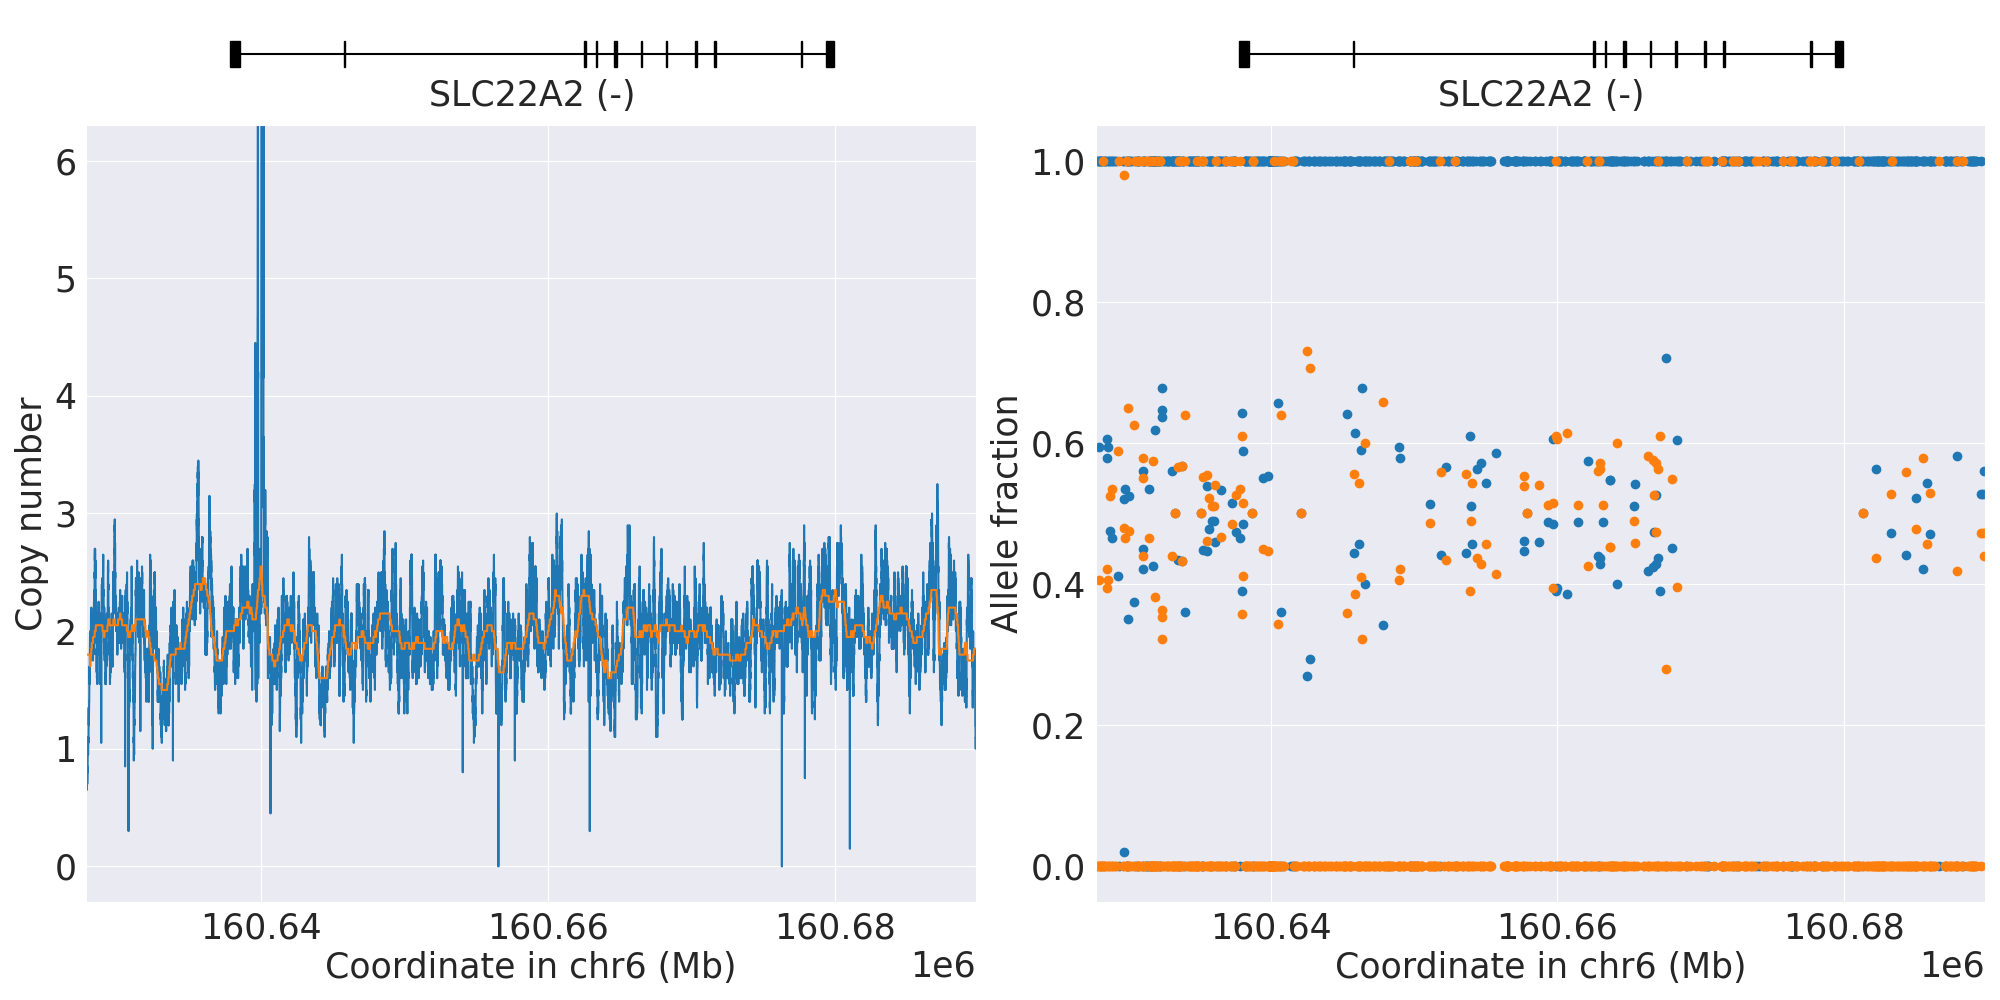 SLC22A2 (-)
SLC22A2 (-)
6
5
4
3
2
1
0
Copy number
160.64
160.66
160.68
Coordinate in chr6 (Mb)
1e6
1.0
0.8
0.6
0.4
0.2
0.0
Allele fraction
160.64
160.66
160.68
Coordinate in chr6 (Mb)
1e6